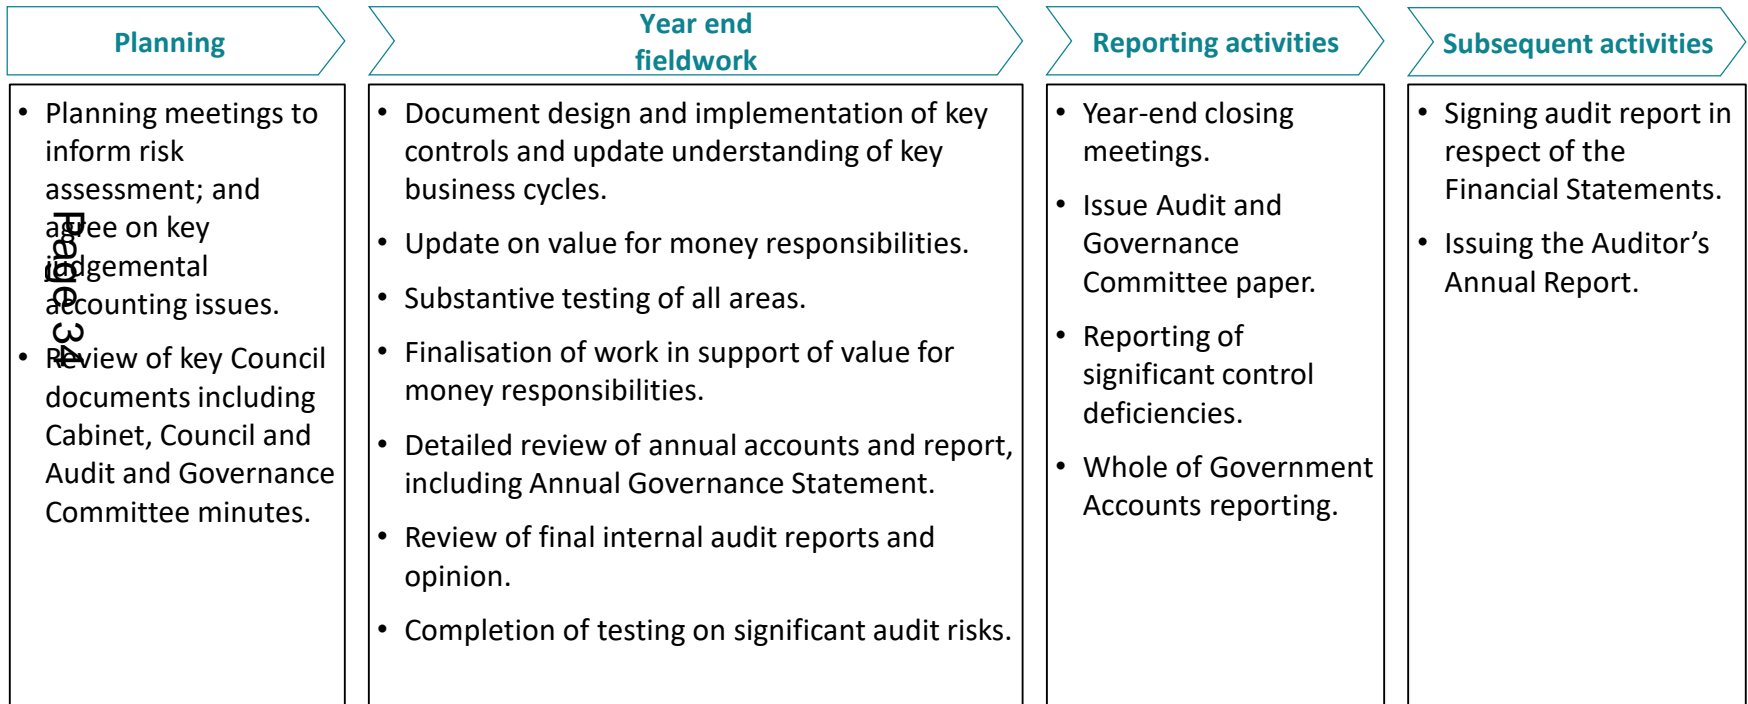 Planning
• Planning meetings to
inform risk
assessment; and
agree on key
judgemental
accounting issues.
• Review of key Council
documents including
Cabinet, Council and
Audit and Governance
Committee minutes.
Page 34
Year end
fieldwork
• Document design and implementation of key
controls and update understanding of key
business cycles.
• Update on value for money responsibilities.
• Substantive testing of all areas.
• Finalisation of work in support of value for
money responsibilities.
• Detailed review of annual accounts and report,
including Annual Governance Statement.
• Review of final internal audit reports and
opinion.
• Completion of testing on significant audit risks.
Reporting activities
• Year-end closing
meetings.
• Issue Audit and
Governance
Committee paper.
• Reporting of
significant control
deficiencies.
• Whole of Government
Accounts reporting.
Subsequent activities
• Signing audit report in
respect of the
Financial Statements.
• Issuing the Auditor’s
Annual Report.